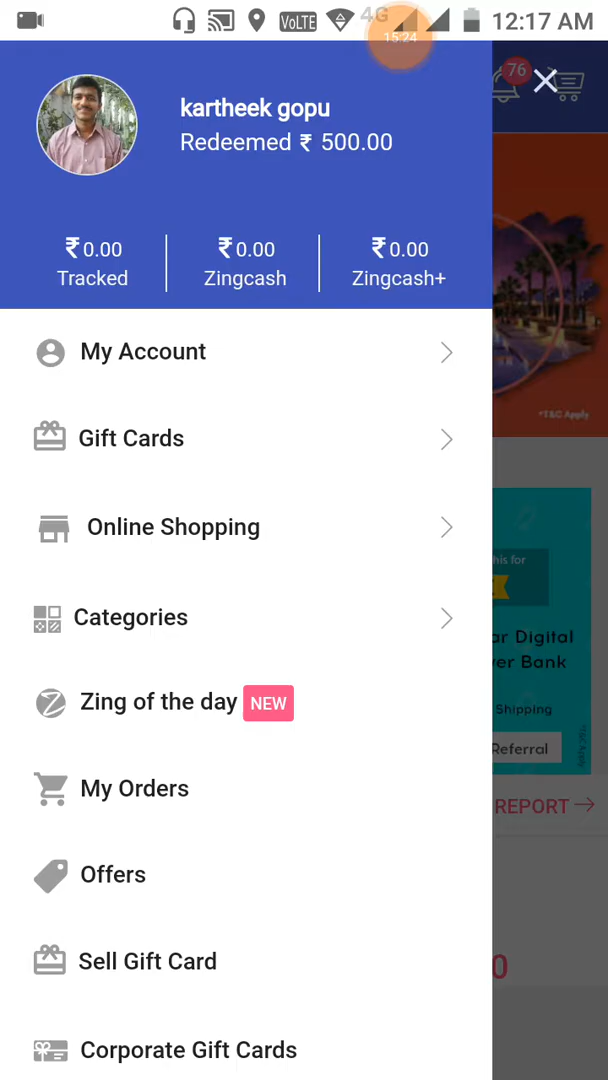 VoLTE 4G 12:17 AM
15:24
76
kartheek gopu
Redeemed ₹ 500.00
₹0.00 ₹0.00 ₹0.00
Tracked Zingcash Zingcash+
My Account
*T&C Apply
Gift Cards
Online Shopping
his for
Categories
ar Digital
er Bank
Zing of the day NEW
Shipping
Referral
My Orders
REPORT
Offers
Sell Gift Card
0
Corporate Gift Cards